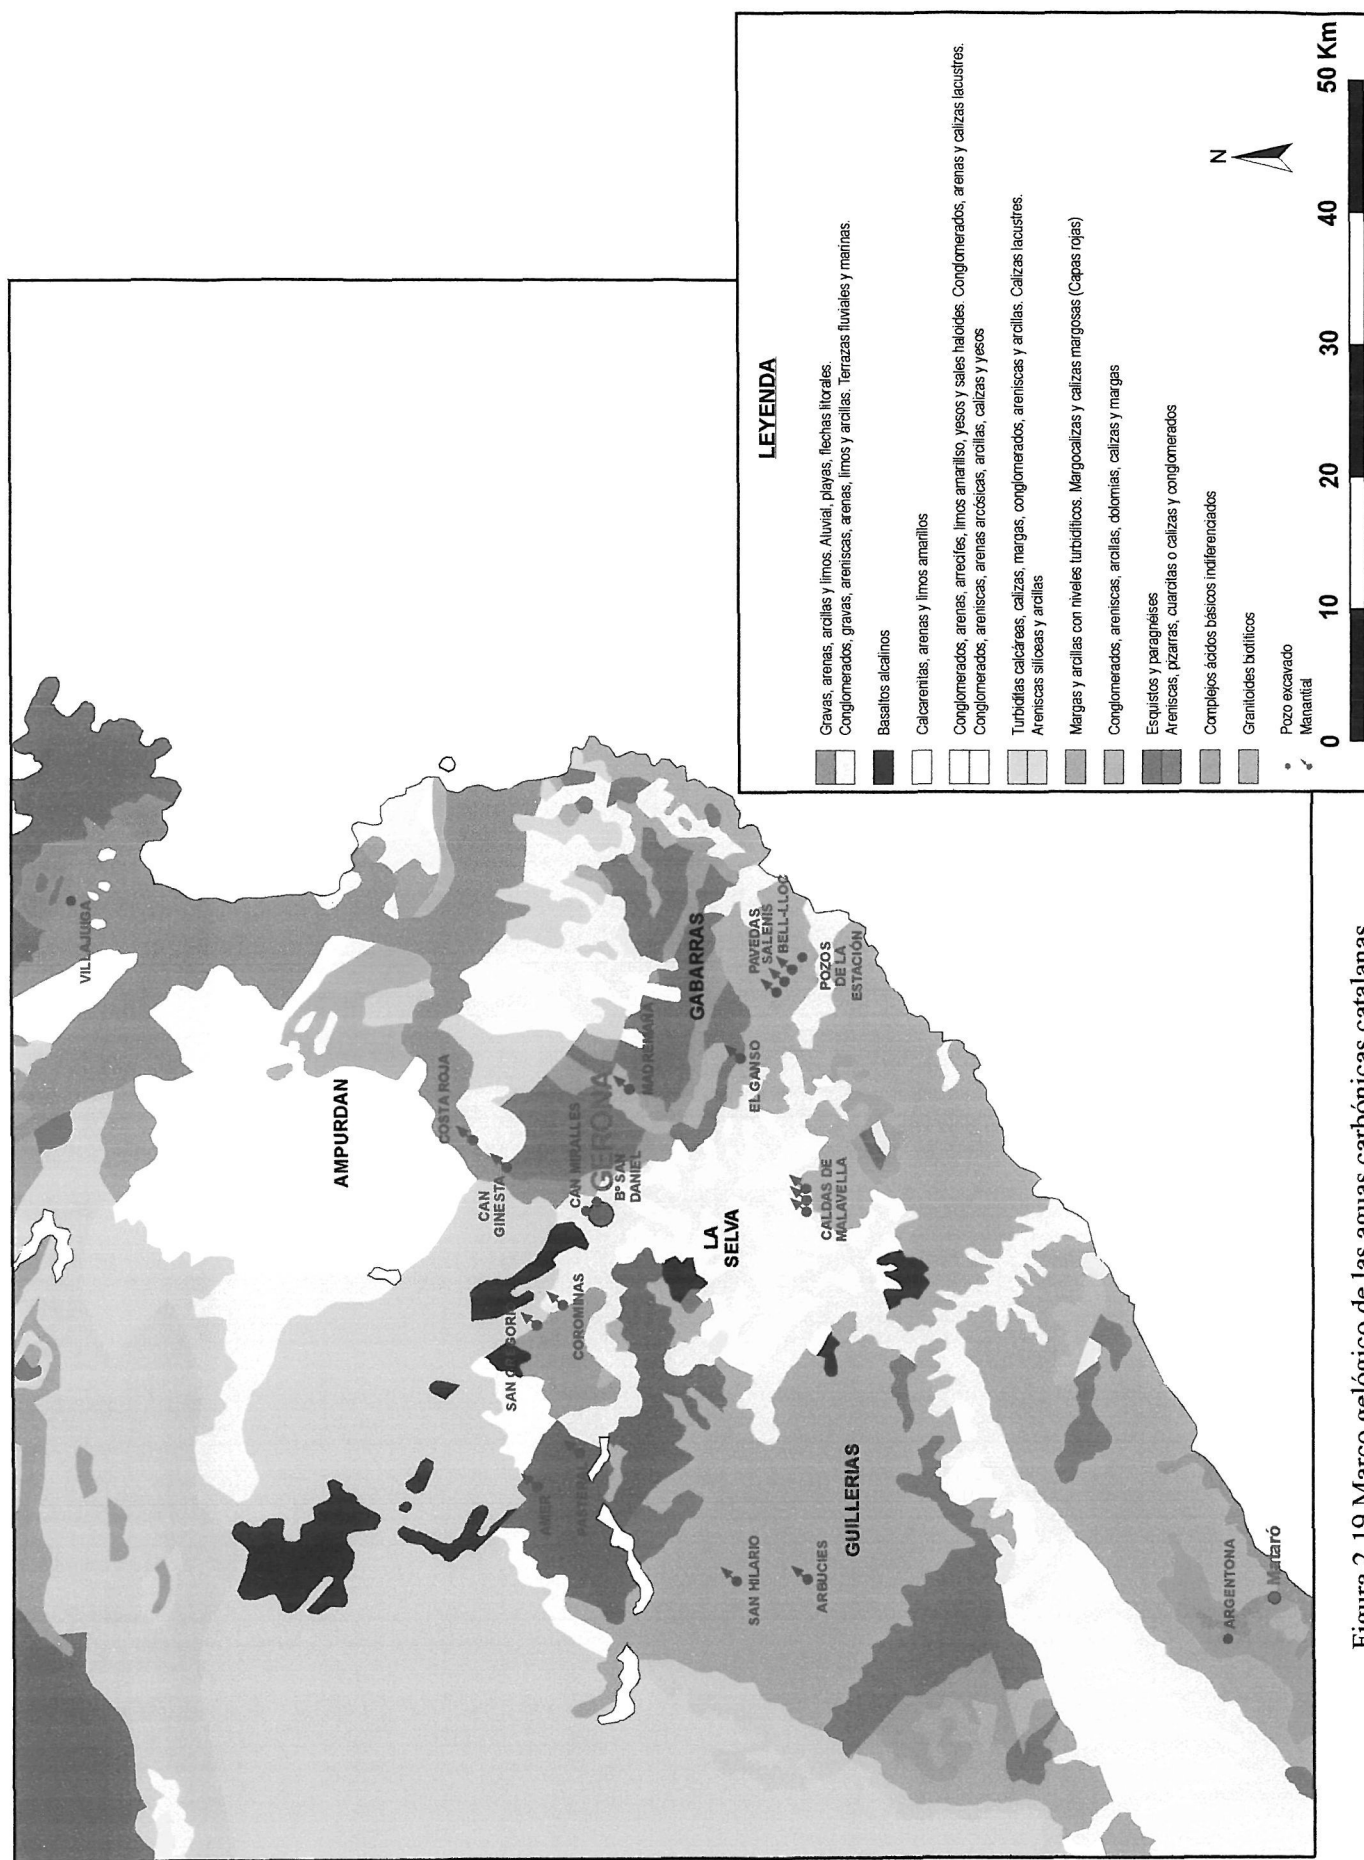 VILLAJUIGA
AMPURDAN
COSTA ROJA
CAN
GINESTA
CAN MIRALLES
GERONA
Bº SAN
DANIEL
MADREMAÑA
GABARRAS
SAN GREGORI
COROMINAS
LA
SELVA
EL GANSO
PAVEDAS
SALENIS
BELL-LLOC
POZOS
DE LA
ESTACIÓN
CALDAS DE
MALAVELLA
AMER
SAN HILARIO
ARBUCIES
GUILLERIAS
ARGENTONA
Mataró
LEYENDA
Gravas, arenas, arcillas y limos. Aluvial, playas, flechas litorales.
Conglomerados, gravas, areniscas, arenas, limos y arcillas. Terrazas fluviales y marinas.
Basaltos alcalinos
Calcarenitas, arenas y limos amarillos
Conglomerados, arenas, arrecifes, limos amarillso, yesos y sales haloides. Conglomerados, arenas y calizas lacustres.
Conglomerados, areniscas, arenas arcósicas, arcillas, calizas y yesos
Turbiditas calcáreas, calizas, margas, conglomerados, areniscas y arcillas. Calizas lacustres.
Areniscas silíceas y arcillas
Margas y arcillas con niveles turbidíticos. Margocalizas y calizas margosas (Capas rojas)
Conglomerados, areniscas, arcillas, dolomias, calizas y margas
Esquistos y paragnéises
Areniscas, pizarras, cuarcitas o calizas y conglomerados
Complejos ácidos básicos indiferenciados
Granitoides biotíticos
Pozo excavado
Manantial
N
0 10 20 30 40 50 Km
Figura 2.19 Marco gelógico de las aguas carbónicas catalanas